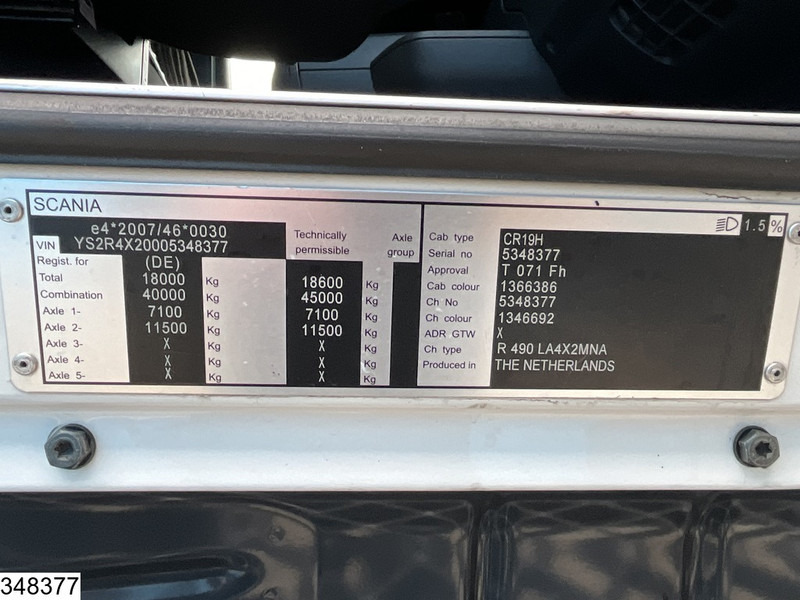 SCANIA
e4*2007/46*0030
VIN YS2R4X20005348377
Regist. for (DE) Technically permissible Axle group
Total 18000 Kg 18600 Kg
Combination 40000 Kg 45000 Kg
Axle 1- 7100 Kg 7100 Kg
Axle 2- 11500 Kg 11500 Kg
Axle 3- X Kg X Kg
Axle 4- X Kg X Kg
Axle 5- X Kg X Kg
1.5 %
Cab type CR19H
Serial no 5348377
Approval T 071 Fh
Cab colour 1366386
Ch No 5348377
Ch colour 1346692
ADR GTW X
Ch type R 490 LA4X2MNA
Produced in THE NETHERLANDS
348377